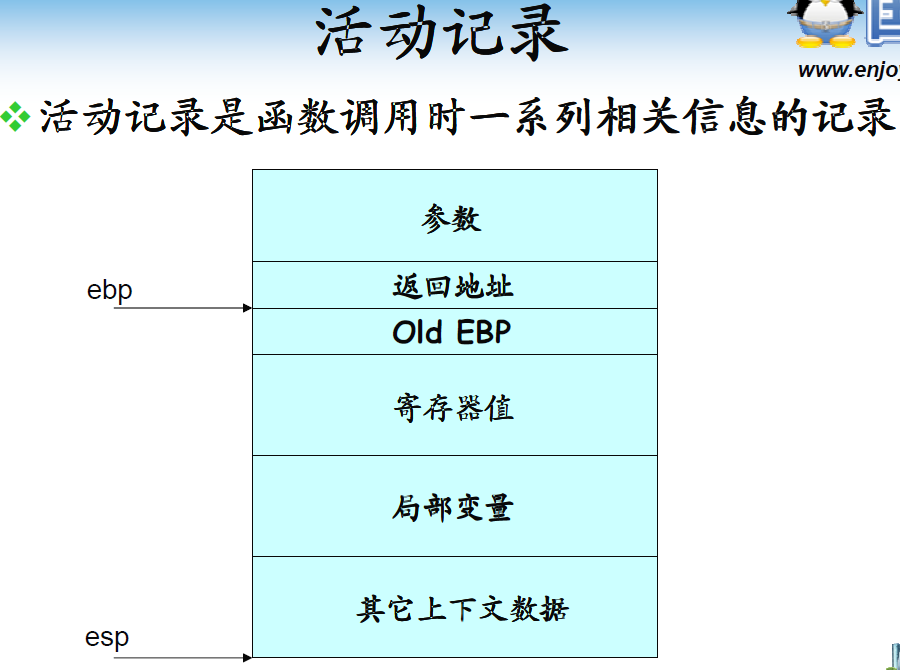 活动记录
www.enjoy
活动记录是函数调用时一系列相关信息的记录
参数
返回地址
ebp
Old EBP
寄存器值
局部变量
其它上下文数据
esp